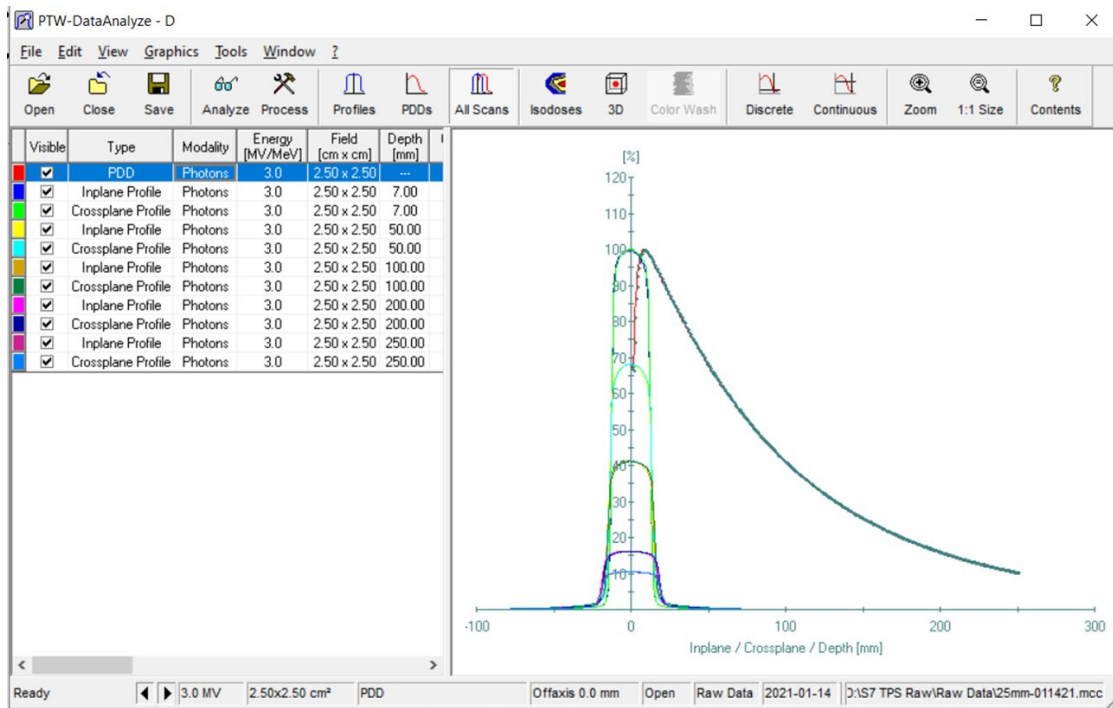 PTW-DataAnalyze - D
File Edit View Graphics Tools Window ?
Open Close Save Analyze Process Profiles PDDs All Scans Isodoses 3D Color Wash Discrete Continuous Zoom 1:1 Size Contents
Visible Type Modality Energy [MV/MeV] Field [cm x cm] Depth [mm]
PDD Photons 3.0 2.50 x 2.50 ---
Inplane Profile Photons 3.0 2.50 x 2.50 7.00
Crossplane Profile Photons 3.0 2.50 x 2.50 7.00
Inplane Profile Photons 3.0 2.50 x 2.50 50.00
Crossplane Profile Photons 3.0 2.50 x 2.50 50.00
Inplane Profile Photons 3.0 2.50 x 2.50 100.00
Crossplane Profile Photons 3.0 2.50 x 2.50 100.00
Inplane Profile Photons 3.0 2.50 x 2.50 200.00
Crossplane Profile Photons 3.0 2.50 x 2.50 200.00
Inplane Profile Photons 3.0 2.50 x 2.50 250.00
Crossplane Profile Photons 3.0 2.50 x 2.50 250.00
[%]
120
110
100
90
80
70
60
50
40
30
20
10
-100 0 100 200 300
Inplane / Crossplane / Depth [mm]
Ready 3.0 MV 2.50x2.50 cm² PDD Offaxis 0.0 mm Open Raw Data 2021-01-14 D:\S7 TPS Raw\Raw Data\25mm-011421.mcc